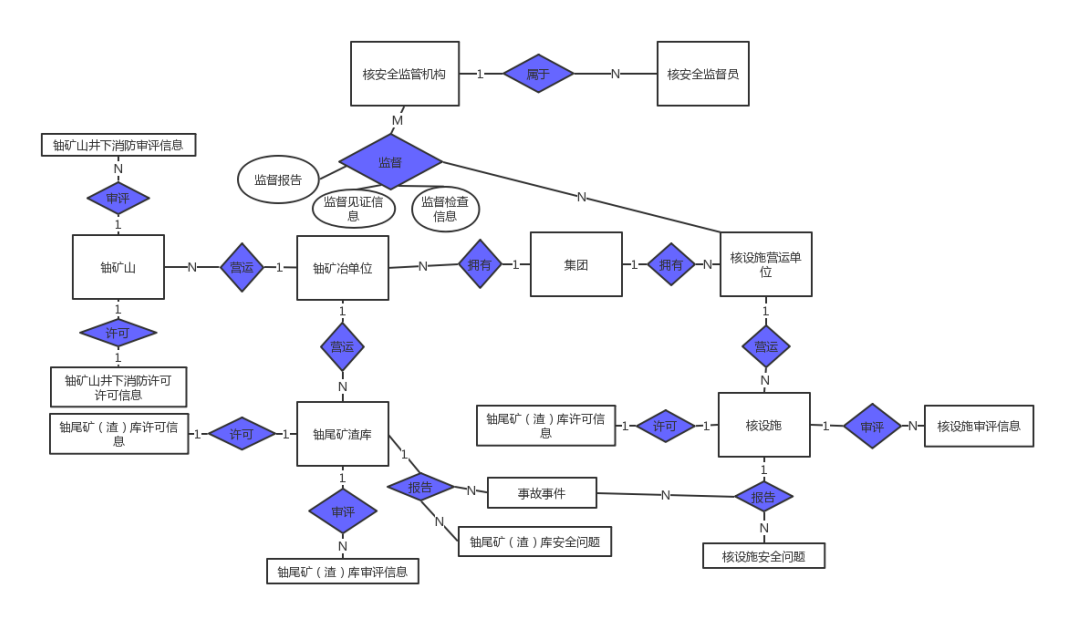 核安全监管机构
1
属于
N
核安全监督员
M
铀矿山井下消防审评信息
N
监督
监督报告
审评
监督见证信
息
监督检查
信息
N
1
铀矿山
N
营运
1
铀矿冶单位
N
拥有
1
集团
1
拥有
N
核设施营运单
位
1
1
1
许可
营运
营运
1
N
N
铀矿山井下消防许可
许可信息
铀尾矿（渣）库许可信
息
1
许可
1
铀尾矿渣库
铀尾矿（渣）库许可信
息
1
许可
1
核设施
1
审评
N
核设施审评信息
1
1
1
报告
N
事故事件
N
报告
审评
N
N
铀尾矿（渣）库安全问题
N
核设施安全问题
铀尾矿（渣）库审评信息